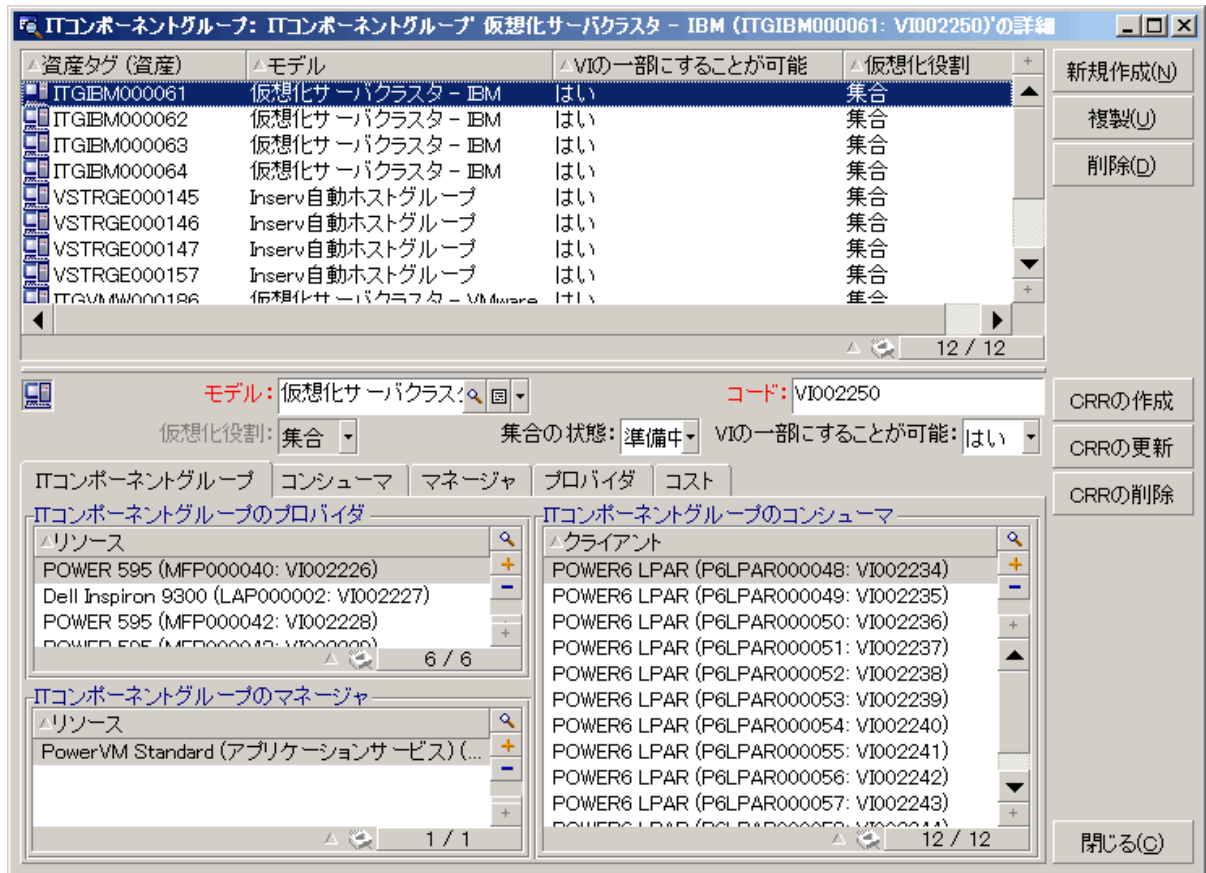 ITコンポーネントグループ: ITコンポーネントグループ' 仮想化サーバクラスタ - IBM (ITGIBM000061: VI002250)'の詳細
資産タグ (資産) モデル VIの一部にすることが可能 仮想化役割
ITGIBM000061 仮想化サーバクラスタ - IBM はい 集合
ITGIBM000062 仮想化サーバクラスタ - IBM はい 集合
ITGIBM000063 仮想化サーバクラスタ - IBM はい 集合
ITGIBM000064 仮想化サーバクラスタ - IBM はい 集合
VSTRGE000145 Inserv自動ホストグループ はい 集合
VSTRGE000146 Inserv自動ホストグループ はい 集合
VSTRGE000147 Inserv自動ホストグループ はい 集合
VSTRGE000157 Inserv自動ホストグループ はい 集合
ITGVMW000186 仮想化サーバクラスタ - VMware はい 集合
12 / 12
新規作成(N)
複製(U)
削除(D)
モデル: 仮想化サーバクラス コード: VI002250
仮想化役割: 集合 集合の状態: 準備中 VIの一部にすることが可能: はい
CRRの作成
CRRの更新
CRRの削除
ITコンポーネントグループ コンシューマ マネージャ プロバイダ コスト
ITコンポーネントグループのプロバイダ
リソース
POWER 595 (MFP000040: VI002226)
Dell Inspiron 9300 (LAP000002: VI002227)
POWER 595 (MFP000042: VI002228)
6 / 6
ITコンポーネントグループのマネージャ
リソース
PowerVM Standard (アプリケーションサービス) (...
1 / 1
ITコンポーネントグループのコンシューマ
クライアント
POWER6 LPAR (P6LPAR000048: VI002234)
POWER6 LPAR (P6LPAR000049: VI002235)
POWER6 LPAR (P6LPAR000050: VI002236)
POWER6 LPAR (P6LPAR000051: VI002237)
POWER6 LPAR (P6LPAR000052: VI002238)
POWER6 LPAR (P6LPAR000053: VI002239)
POWER6 LPAR (P6LPAR000054: VI002240)
POWER6 LPAR (P6LPAR000055: VI002241)
POWER6 LPAR (P6LPAR000056: VI002242)
POWER6 LPAR (P6LPAR000057: VI002243)
12 / 12
閉じる(C)